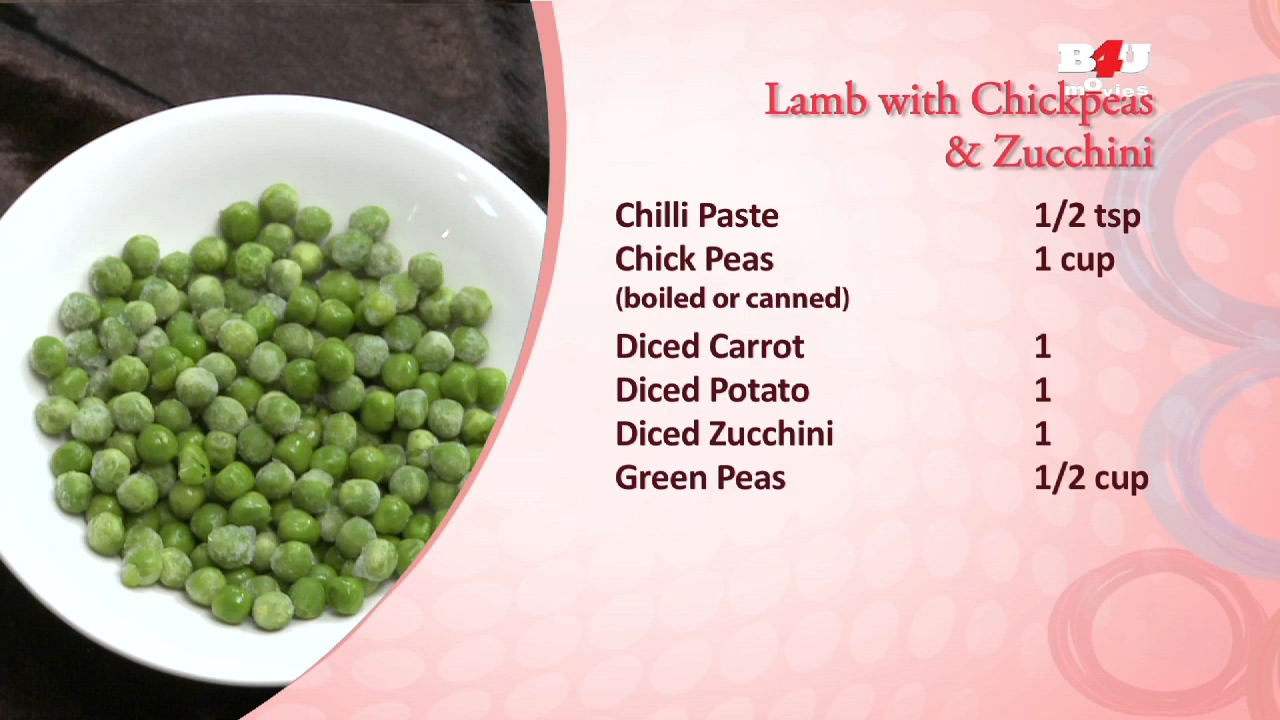 B4U
movies
Lamb with Chickpeas
& Zucchini
Chilli Paste 1/2 tsp
Chick Peas 1 cup
(boiled or canned)
Diced Carrot 1
Diced Potato 1
Diced Zucchini 1
Green Peas 1/2 cup